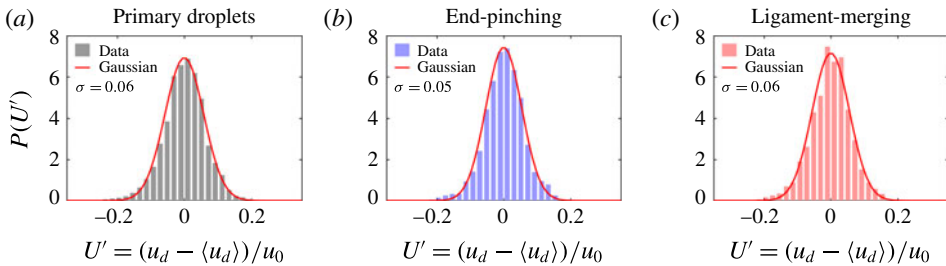 (a) Primary droplets
8
6
4
2
0
P(U′)
Data
Gaussian
σ = 0.06
−0.2 0 0.2
U′ = (u_d − ⟨u_d⟩)/u_0
(b) End-pinching
8
6
4
2
0
Data
Gaussian
σ = 0.05
−0.2 0 0.2
U′ = (u_d − ⟨u_d⟩)/u_0
(c) Ligament-merging
8
6
4
2
0
Data
Gaussian
σ = 0.06
−0.2 0 0.2
U′ = (u_d − ⟨u_d⟩)/u_0